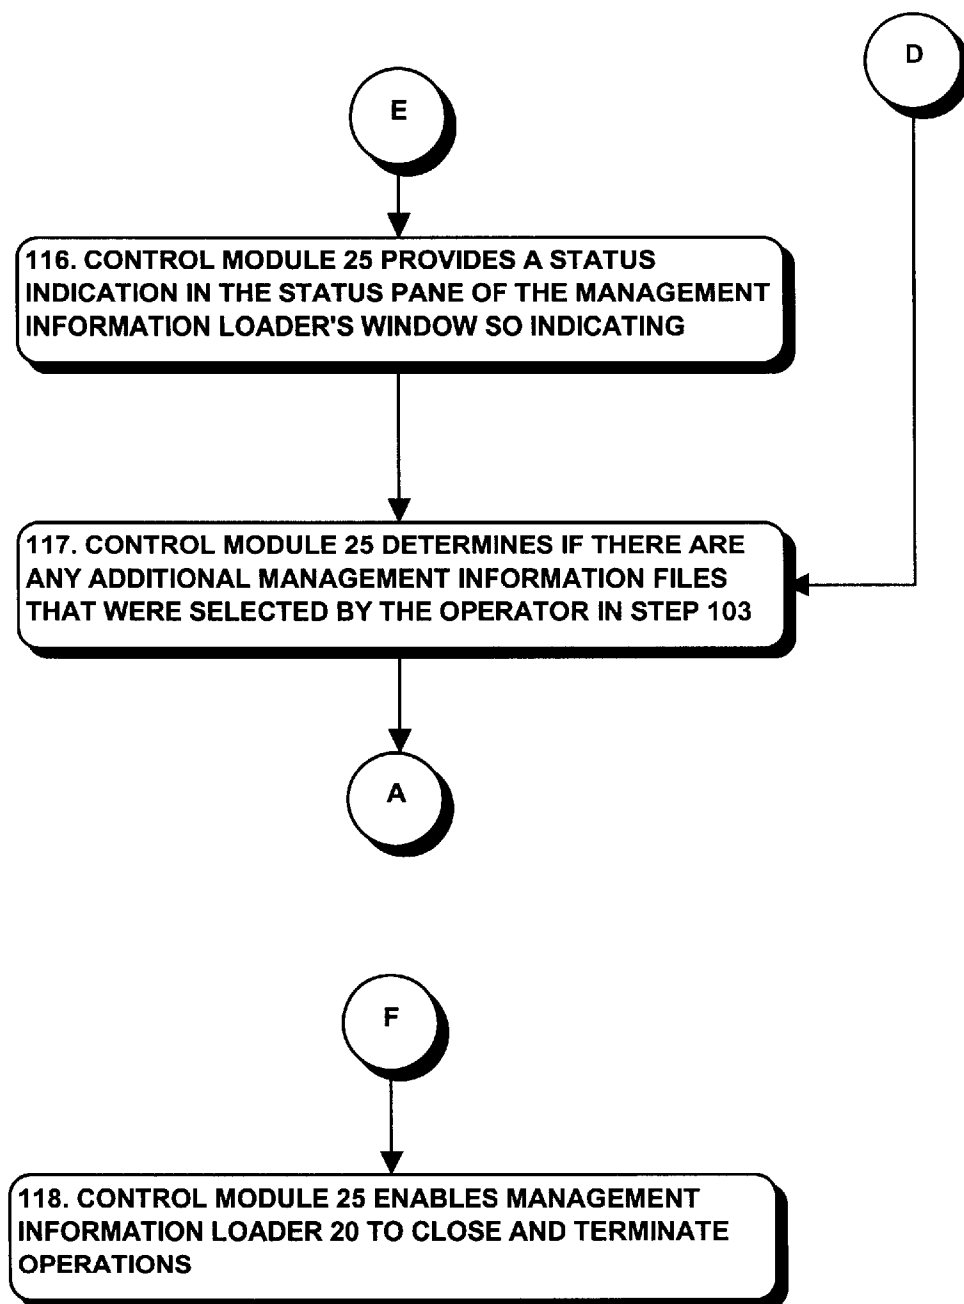 D
E
116. CONTROL MODULE 25 PROVIDES A STATUS
INDICATION IN THE STATUS PANE OF THE MANAGEMENT
INFORMATION LOADER'S WINDOW SO INDICATING
117. CONTROL MODULE 25 DETERMINES IF THERE ARE
ANY ADDITIONAL MANAGEMENT INFORMATION FILES
THAT WERE SELECTED BY THE OPERATOR IN STEP 103
A
F
118. CONTROL MODULE 25 ENABLES MANAGEMENT
INFORMATION LOADER 20 TO CLOSE AND TERMINATE
OPERATIONS